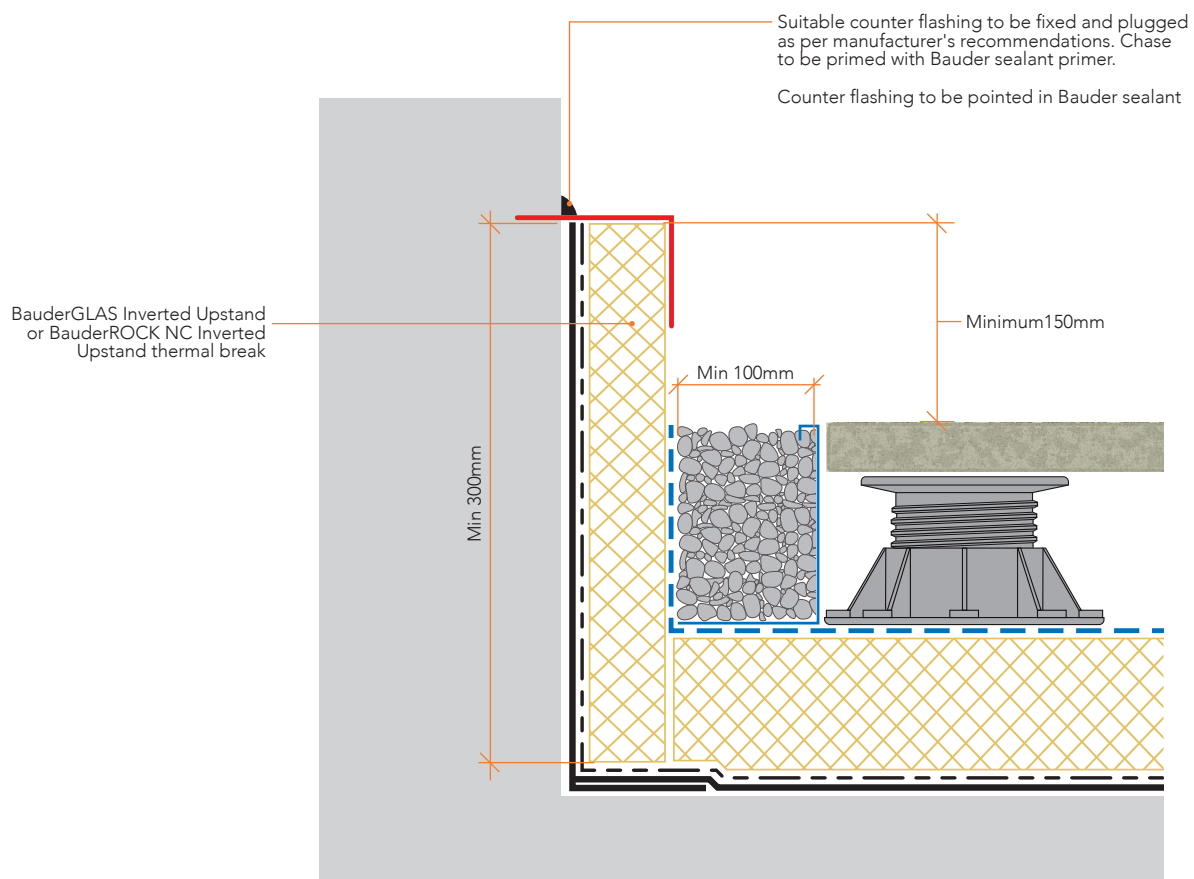 Suitable counter flashing to be fixed and plugged
as per manufacturer's recommendations. Chase
to be primed with Bauder sealant primer.
Counter flashing to be pointed in Bauder sealant
BauderGLAS Inverted Upstand
or BauderROCK NC Inverted
Upstand thermal break
Minimum150mm
Min 100mm
Min 300mm